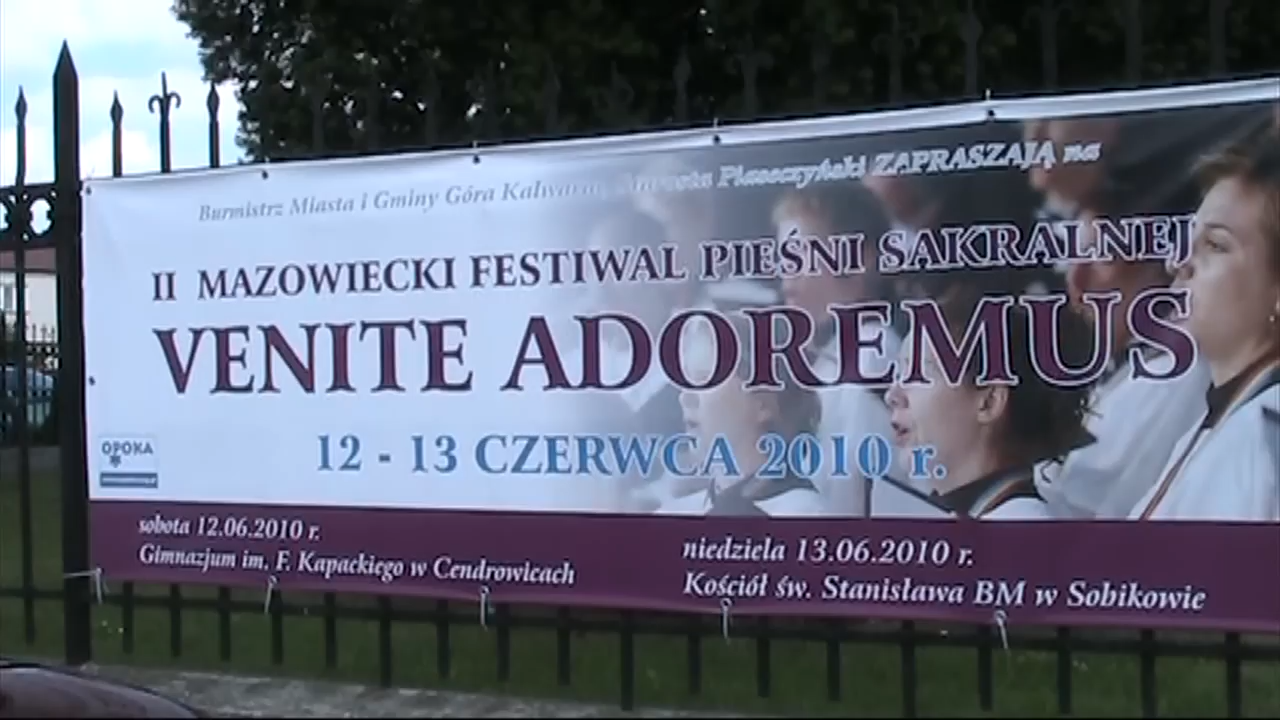 Burmistrz Miasta i Gminy Góra Kalwaria, Starosta Piaseczyński ZAPRASZAJĄ na
II MAZOWIECKI FESTIWAL PIEŚNI SAKRALNEJ
VENITE ADOREMUS
12 - 13 CZERWCA 2010 r.
OPOKA
sobota 12.06.2010 r.
Gimnazjum im. F. Kapackiego w Cendrowicach
niedziela 13.06.2010 r.
Kościół św. Stanisława BM w Sobikowie